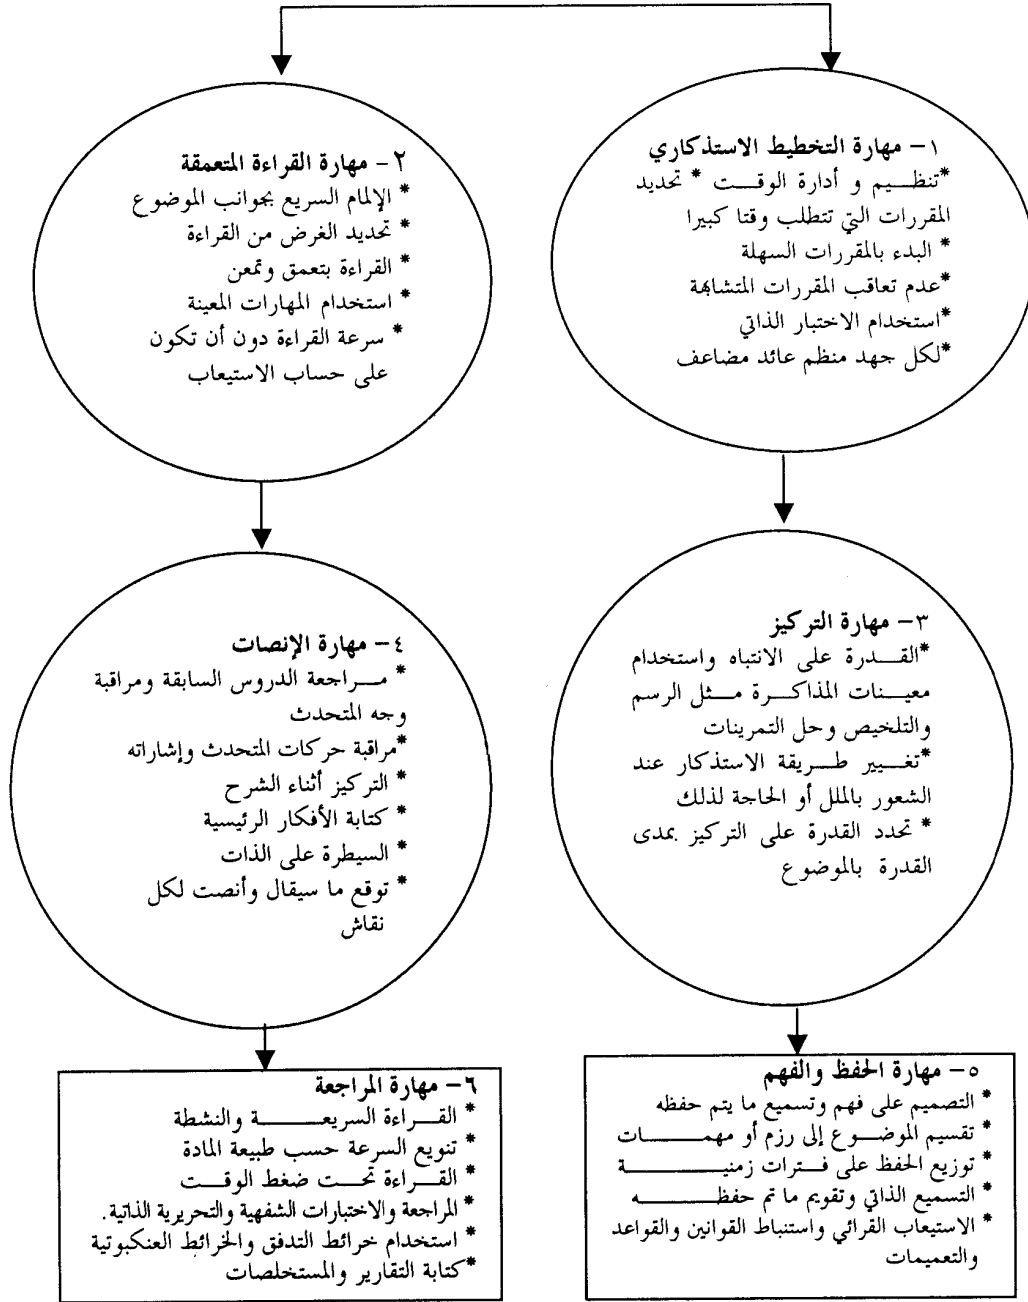 ١- مهارة التخطيط الاستذكاري
*تنظيم و أدارة الوقت * تحديد
المقررات التي تتطلب وقتا كبيرا
* البدء بالمقررات السهلة
*عدم تعاقب المقررات المتشابهة
*استخدام الاختبار الذاتي
*لكل جهد منظم عائد مضاعف
٢- مهارة القراءة المتعمقة
* الإلمام السريع بجوانب الموضوع
* تحديد الغرض من القراءة
* القراءة بتعمق وتمعن
* استخدام المهارات المعينة
* سرعة القراءة دون أن تكون
على حساب الاستيعاب
٣- مهارة التركيز
*القدرة على الانتباه واستخدام
معينات المذاكرة مثل الرسم
والتلخيص وحل التمرينات
*تغيير طريقة الاستذكار عند
الشعور بالملل أو الحاجة لذلك
* تحدد القدرة على التركيز بمدى
القدرة بالموضوع
٤- مهارة الإنصات
* مراجعة الدروس السابقة ومراقبة
وجه المتحدث
*مراقبة حركات المتحدث وإشاراته
* التركيز أثناء الشرح
* كتابة الأفكار الرئيسية
* السيطرة على الذات
* توقع ما سيقال وأنصت لكل
نقاش
٥- مهارة الحفظ والفهم
* التصميم على فهم وتسميع ما يتم حفظه
* تقسيم الموضوع إلى رزم أو مهمات
* توزيع الحفظ على فترات زمنية
* التسميع الذاتي وتقويم ما تم حفظه
* الاستيعاب القرائي واستنباط القوانين والقواعد
والتعميمات
٦- مهارة المراجعة
* القراءة السريعة والنشطة
* تنويع السرعة حسب طبيعة المادة
* القراءة تحت ضغط الوقت
* المراجعة والاختبارات الشفهية والتحريرية الذاتية.
* استخدام خرائط التدفق والخرائط العنكبوتية
*كتابة التقارير والمستخلصات